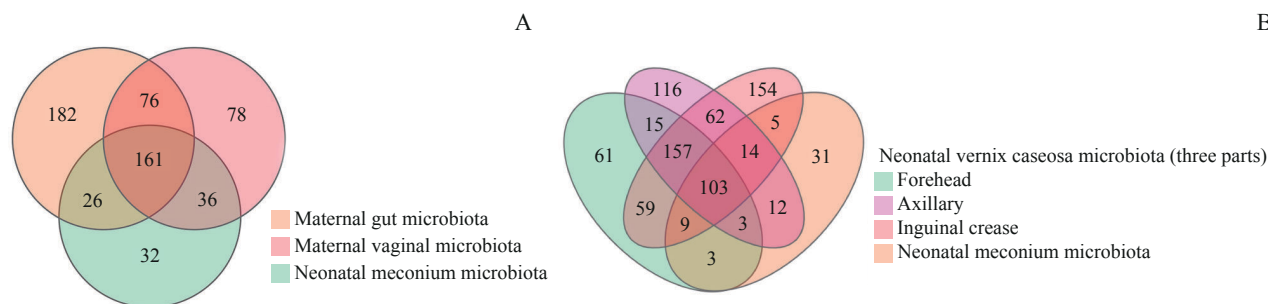 A
182
76
78
161
26
36
32
Maternal gut microbiota
Maternal vaginal microbiota
Neonatal meconium microbiota
B
116
154
15
62
5
61
157
14
31
103
59
12
9
3
3
Neonatal vernix caseosa microbiota (three parts)
Forehead
Axillary
Inguinal crease
Neonatal meconium microbiota